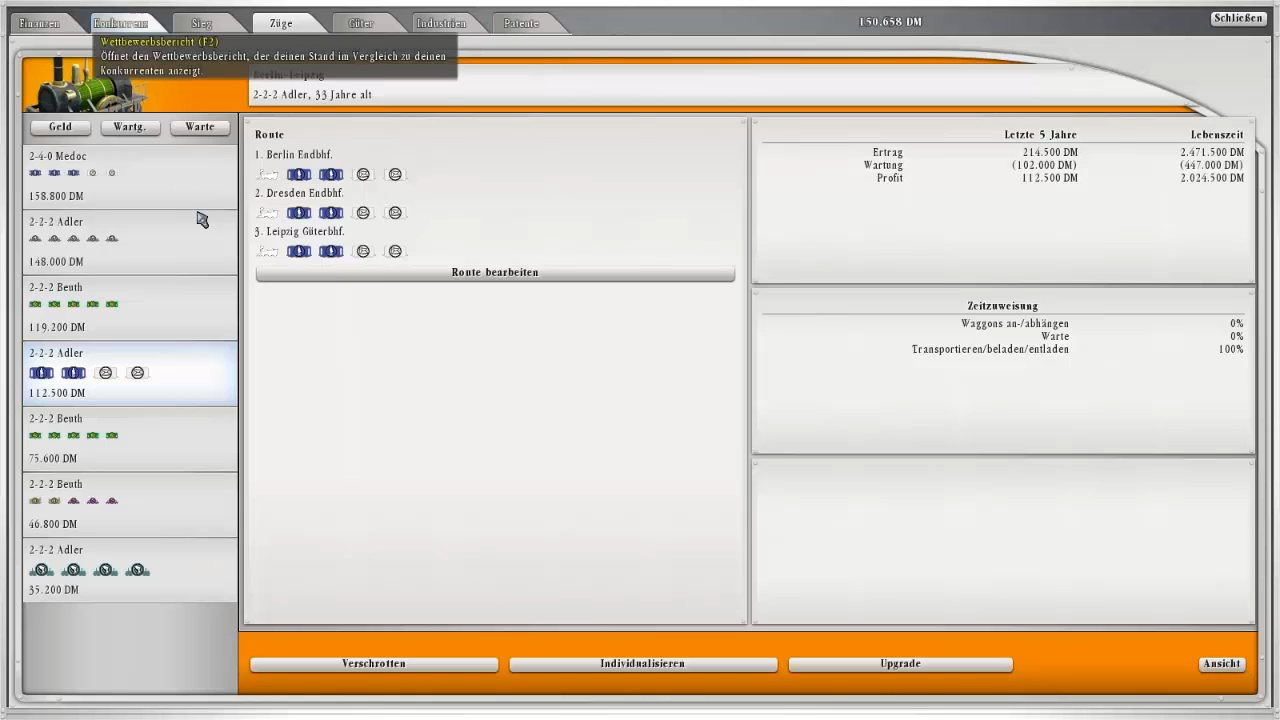 Finanzen Konkurrenz Sieg Züge Güter Industrien Patente 150,658 DM Schließen
Wettbewerbsbericht (F2)
Öffnet den Wettbewerbsbericht, der deinen Stand im Vergleich zu deinen
Konkurrenten anzeigt.
Berlin-Leipzig
2-2-2 Adler, 33 Jahre alt
Geld Wartg. Warte
2-4-0 Medoc
158.800 DM
2-2-2 Adler
148.000 DM
2-2-2 Beuth
119.200 DM
2-2-2 Adler
112.500 DM
2-2-2 Beuth
75.600 DM
2-2-2 Beuth
46.800 DM
2-2-2 Adler
35.200 DM
Route
1. Berlin Endbhf.
2. Dresden Endbhf.
3. Leipzig Güterbhf.
Route bearbeiten
Letzte 5 Jahre Lebenszeit
Ertrag 214.500 DM 2.471.500 DM
Wartung (102.000 DM) (447.000 DM)
Profit 112.500 DM 2.024.500 DM
Zeitzuweisung
Waggons an-/abhängen 0%
Warte 0%
Transportieren/beladen/entladen 100%
Verschrotten Individualisieren Upgrade Ansicht